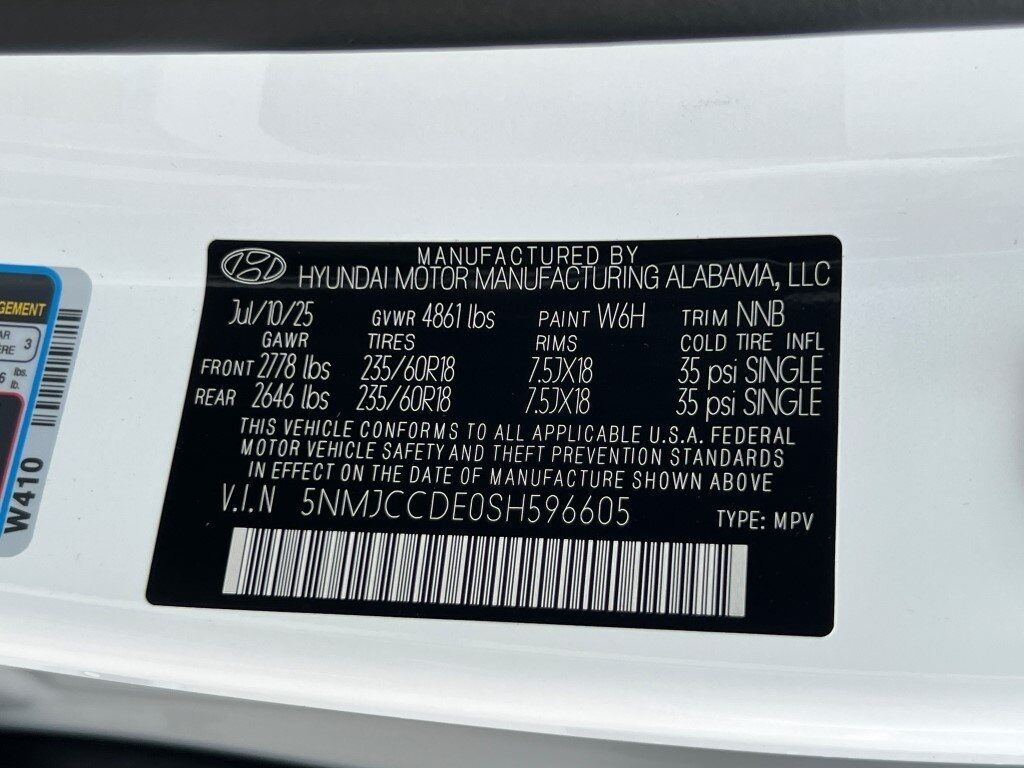 MANUFACTURED BY
HYUNDAI MOTOR MANUFACTURING ALABAMA, LLC
Jul/10/25 GVWR 4861 lbs PAINT W6H TRIM NNB
GAWR TIRES RIMS COLD TIRE INFL
FRONT 2778 lbs 235/60R18 7.5JX18 35 psi SINGLE
REAR 2646 lbs 235/60R18 7.5JX18 35 psi SINGLE
THIS VEHICLE CONFORMS TO ALL APPLICABLE U.S.A. FEDERAL
MOTOR VEHICLE SAFETY AND THEFT PREVENTION STANDARDS
IN EFFECT ON THE DATE OF MANUFACTURE SHOWN ABOVE
V.I.N 5NMJCCDE0SH596605 TYPE: MPV
3
lbs.
lb.
W410